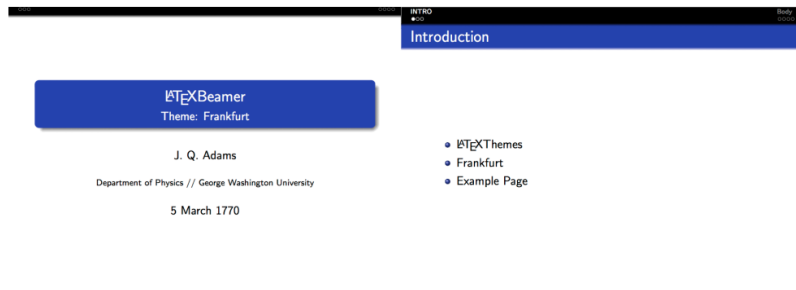 LATEXBeamer
Theme: Frankfurt
J. Q. Adams
Department of Physics // George Washington University
5 March 1770
INTRO
Body
Introduction
LATEXThemes
Frankfurt
Example Page